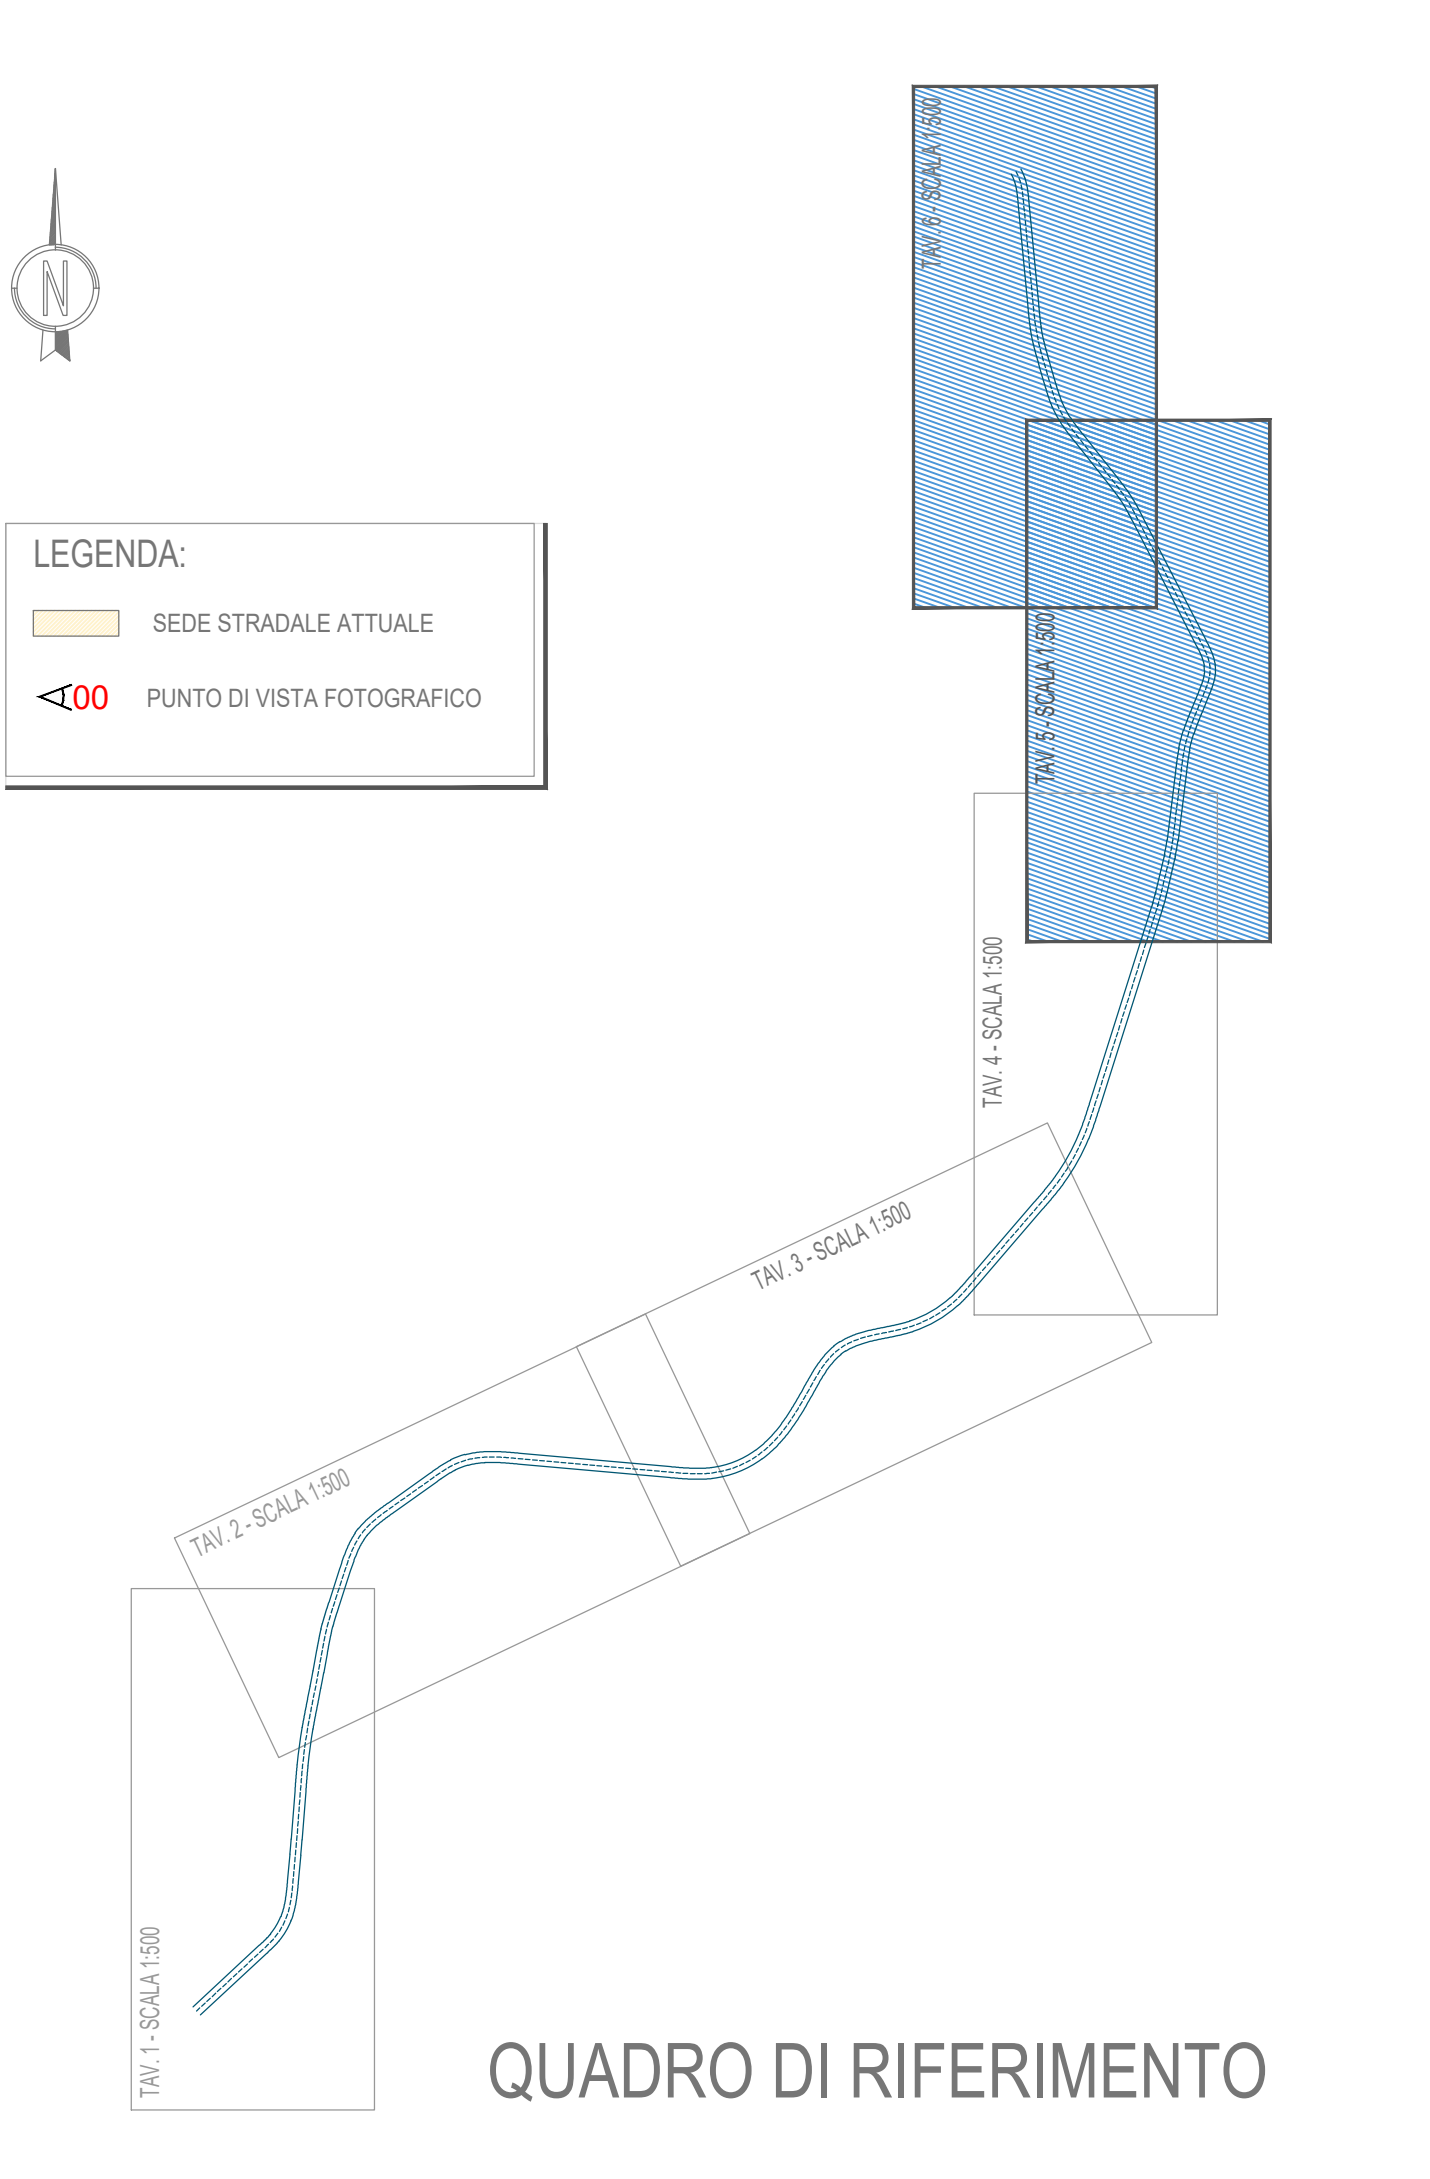 TAV. 6 - SCALA 1:500
N
LEGENDA:
SEDE STRADALE ATTUALE
00 PUNTO DI VISTA FOTOGRAFICO
TAV. 5 - SCALA 1:500
TAV. 4 - SCALA 1:500
TAV. 3 - SCALA 1:500
TAV. 2 - SCALA 1:500
TAV. 1 - SCALA 1:500
QUADRO DI RIFERIMENTO